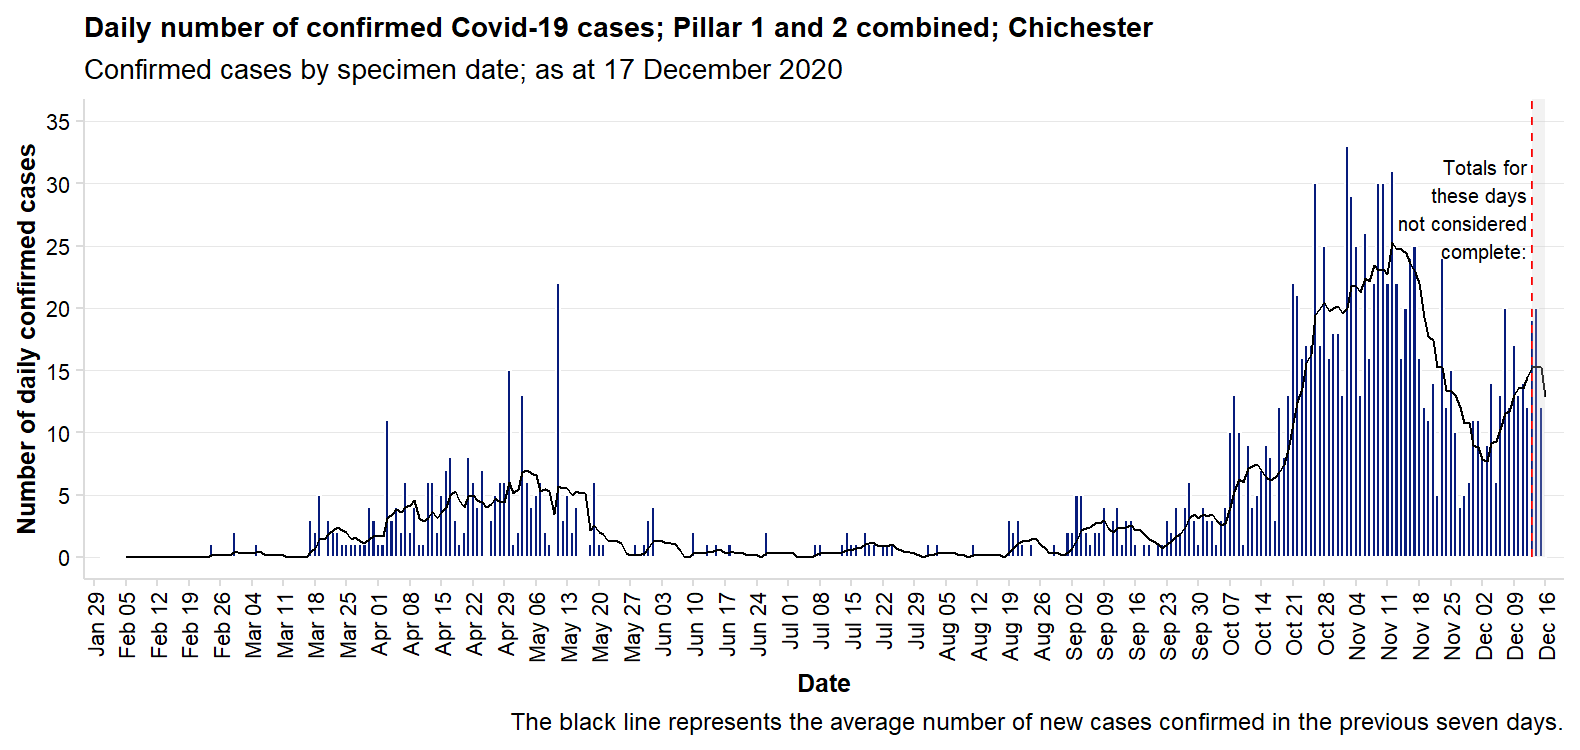 Daily number of confirmed Covid-19 cases; Pillar 1 and 2 combined; Chichester
Confirmed cases by specimen date; as at 17 December 2020
Number of daily confirmed cases
35
30
25
20
15
10
5
0
Totals for
these days
not considered
complete:
Jan 29
Feb 05
Feb 12
Feb 19
Feb 26
Mar 04
Mar 11
Mar 18
Mar 25
Apr 01
Apr 08
Apr 15
Apr 22
Apr 29
May 06
May 13
May 20
May 27
Jun 03
Jun 10
Jun 17
Jun 24
Jul 01
Jul 08
Jul 15
Jul 22
Jul 29
Aug 05
Aug 12
Aug 19
Aug 26
Sep 02
Sep 09
Sep 16
Sep 23
Sep 30
Oct 07
Oct 14
Oct 21
Oct 28
Nov 04
Nov 11
Nov 18
Nov 25
Dec 02
Dec 09
Dec 16
Date
The black line represents the average number of new cases confirmed in the previous seven days.